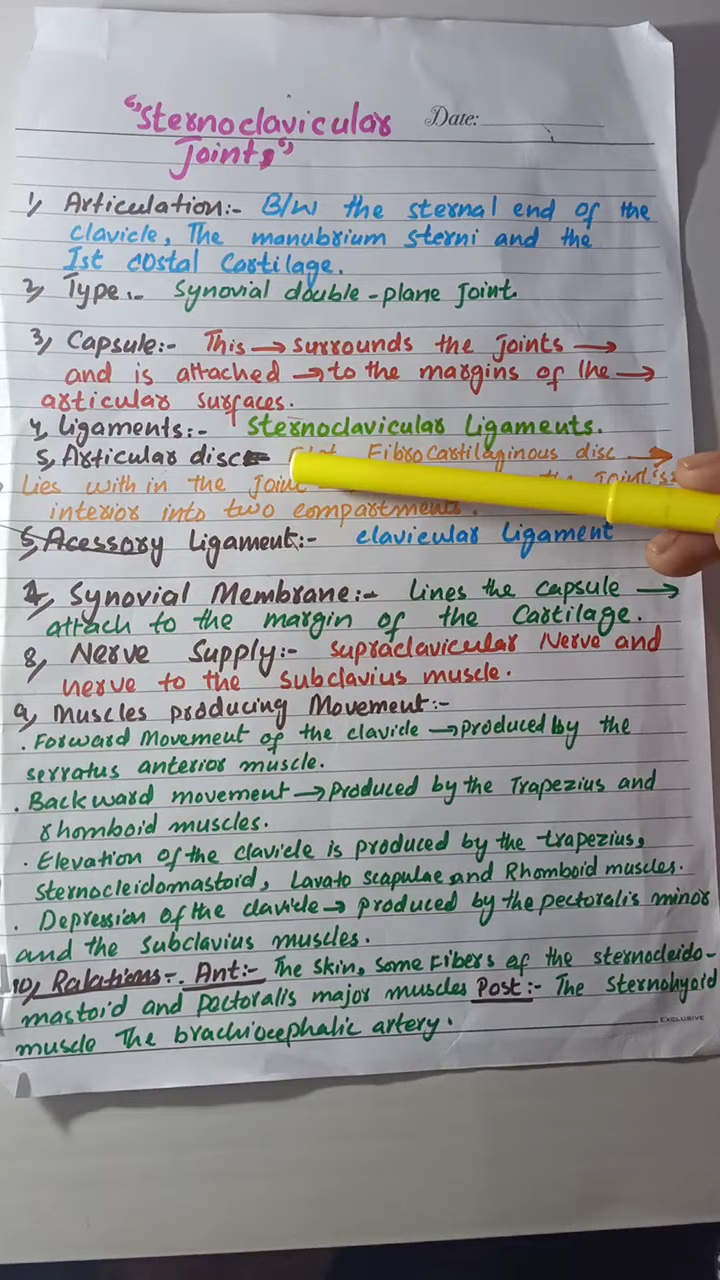 "Sternoclavicular Date:
Joint,"
1, Articulation:- B/W the sternal end of the
clavicle, The manubrium sterni and the
Ist costal Cartilage.
2, Type:- Synovial double-plane Joint.
3, Capsule:- This → surrounds the joints →
and is attached → to the margins of the →
articular surfaces.
4, Ligaments:- Sternoclavicular Ligaments.
5, Articular disc Fibrocartilaginous disc →
Lies with in the Joint the Joint's
interior into two compartments.
5, Acessory Ligament:- clavicular Ligament
7, Synovial Membrane:- Lines the capsule →
attach to the margin of the Cartilage.
8, Nerve Supply:- supraclavicular Nerve and
nerve to the subclavius muscle.
9, Muscles producing Movement:-
. Forward Movement of the clavicle → produced by the
serratus anterior muscle.
. Backward movement → Produced by the Trapezius and
rhomboid muscles.
. Elevation of the clavicle is produced by the trapezius,
Sternocleidomastoid, Lavato scapulae, and Rhomboid muscles.
. Depression of the clavicle → produced by the pectoralis minor
and the subclavius muscles.
10, Ralations:-. Ant:- The skin, some fibers of the sternocleido-
mastoid and pectoralis major muscles Post:- The sternohyoid
muscle The brachiocephalic artery.
EXCLUSIVE